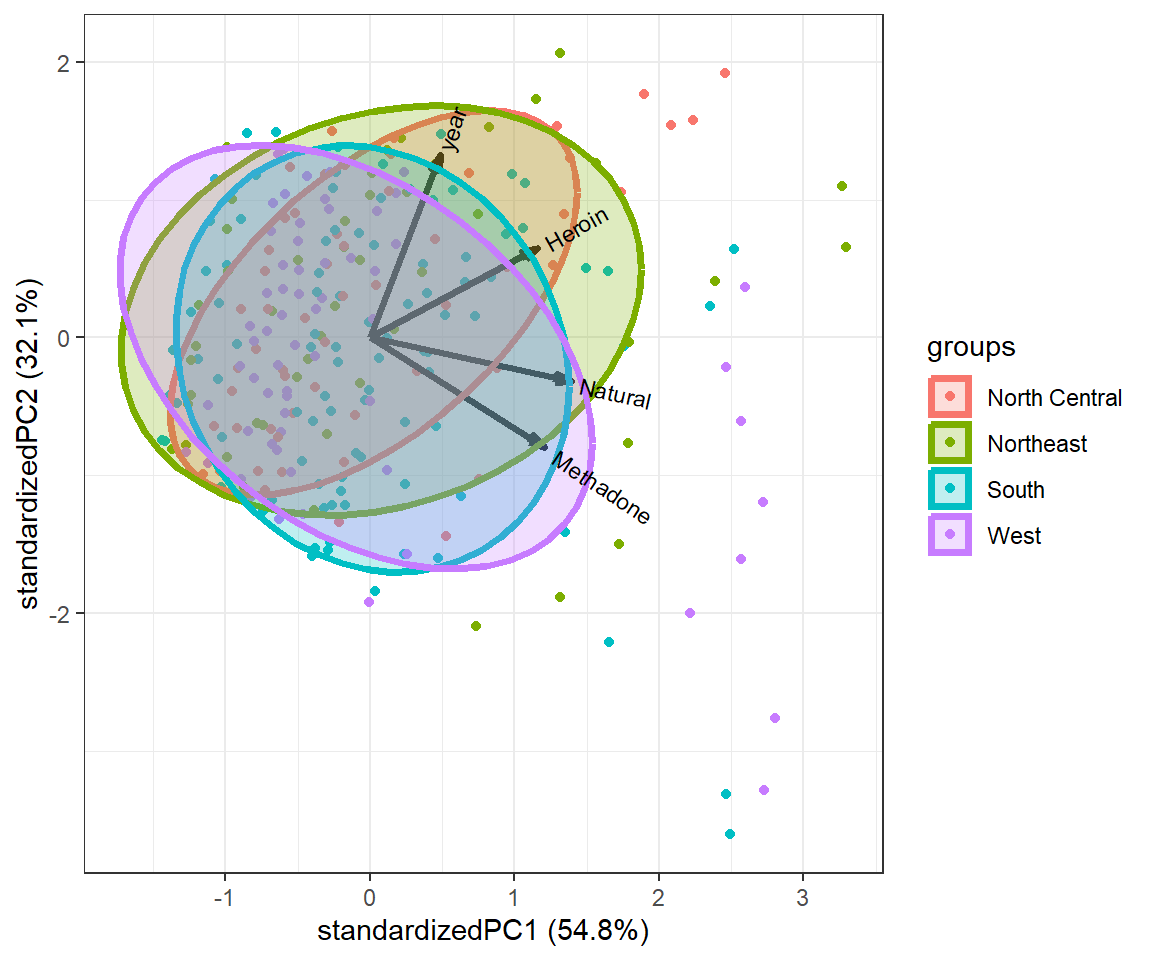 2
0
-2
-1
0
1
2
3
standardizedPC1 (54.8%)
standardizedPC2 (32.1%)
year
Heroin
Natural
Methadone
groups
North Central
Northeast
South
West